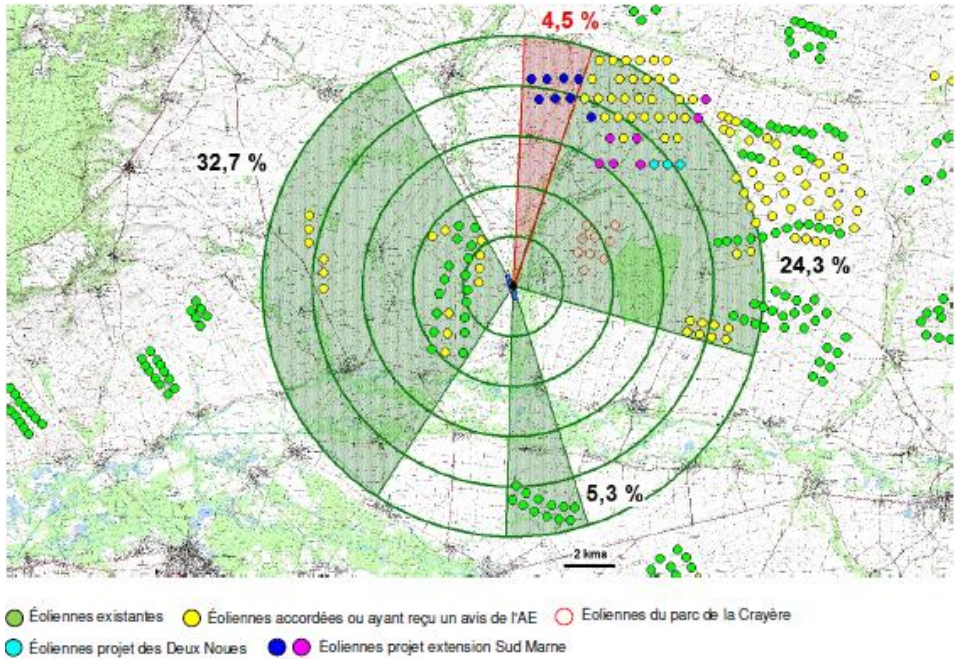 4,5 %
32,7 %
24,3 %
5,3 %
2 kms
Éoliennes existantes
Éoliennes accordées ou ayant reçu un avis de l'AE
Eoliennes du parc de la Crayère
Éoliennes projet des Deux Noues
Éoliennes projet extension Sud Marne